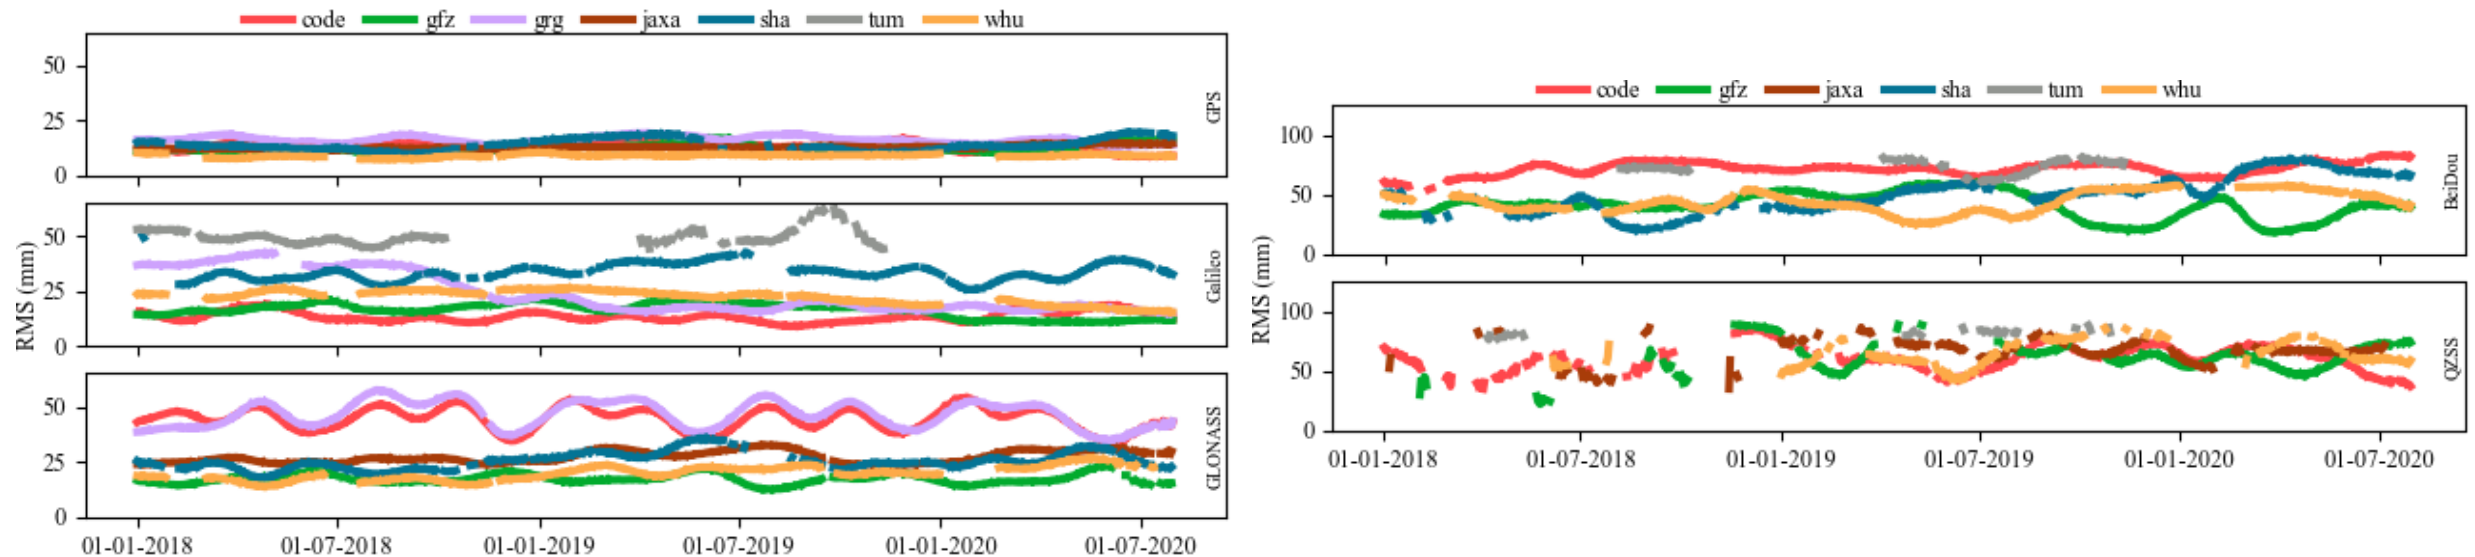 code gfz grg jaxa sha tum whu
50
25
0
GPS
50
25
0
Galileo
RMS (mm)
50
25
0
GLONASS
01-01-2018 01-07-2018 01-01-2019 01-07-2019 01-01-2020 01-07-2020
code gfz jaxa sha tum whu
100
50
0
BeiDou
RMS (mm)
100
50
0
QZSS
01-01-2018 01-07-2018 01-01-2019 01-07-2019 01-01-2020 01-07-2020